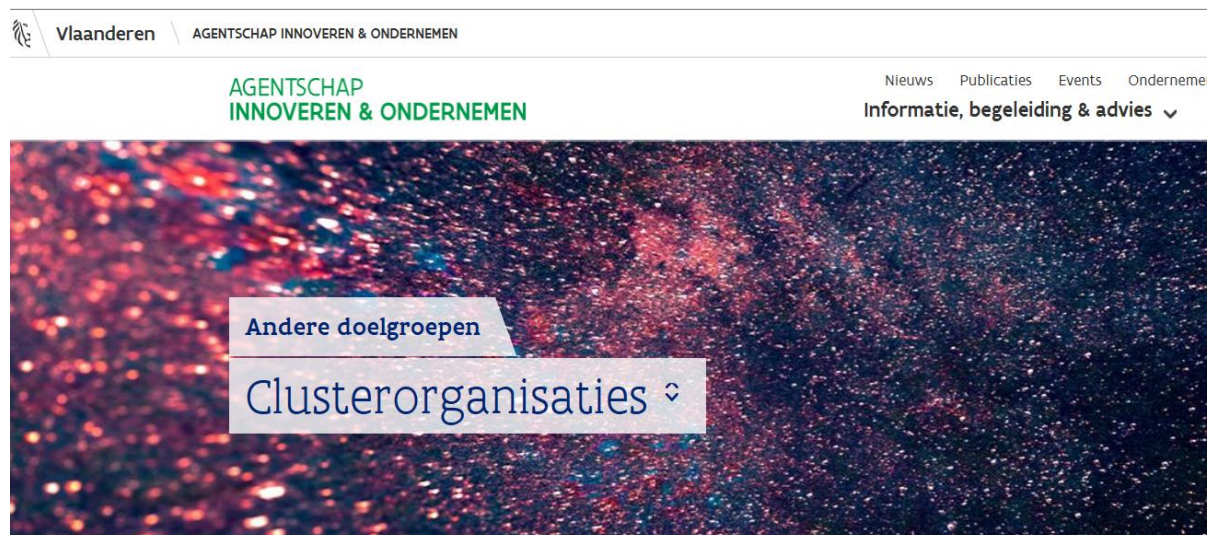 Vlaanderen
AGENTSCHAP INNOVEREN & ONDERNEMEN
AGENTSCHAP
INNOVEREN & ONDERNEMEN
Nieuws Publicaties Events
Informatie, begeleiding & advies
Andere doelgroepen
Clusterorganisaties